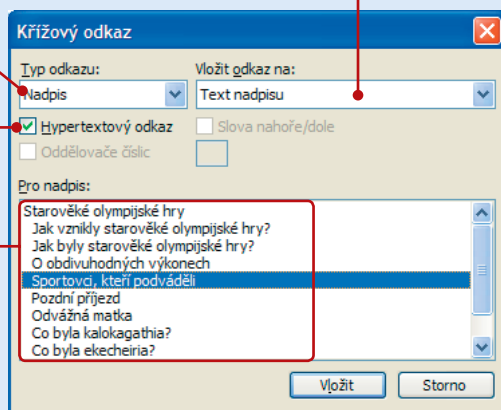 Křížový odkaz
Typ odkazu: Vložit odkaz na:
Nadpis Text nadpisu
Hypertextový odkaz Slova nahoře/dole
Oddělovače číslic
Pro nadpis:
Starověké olympijské hry
Jak vznikly starověké olympijské hry?
Jak byly starověké olympijské hry?
O obdivuhodných výkonech
Sportovci, kteří podváděli
Pozdní příjezd
Odvážná matka
Co byla kalokagathia?
Co byla ekecheiria?
Vložit Storno